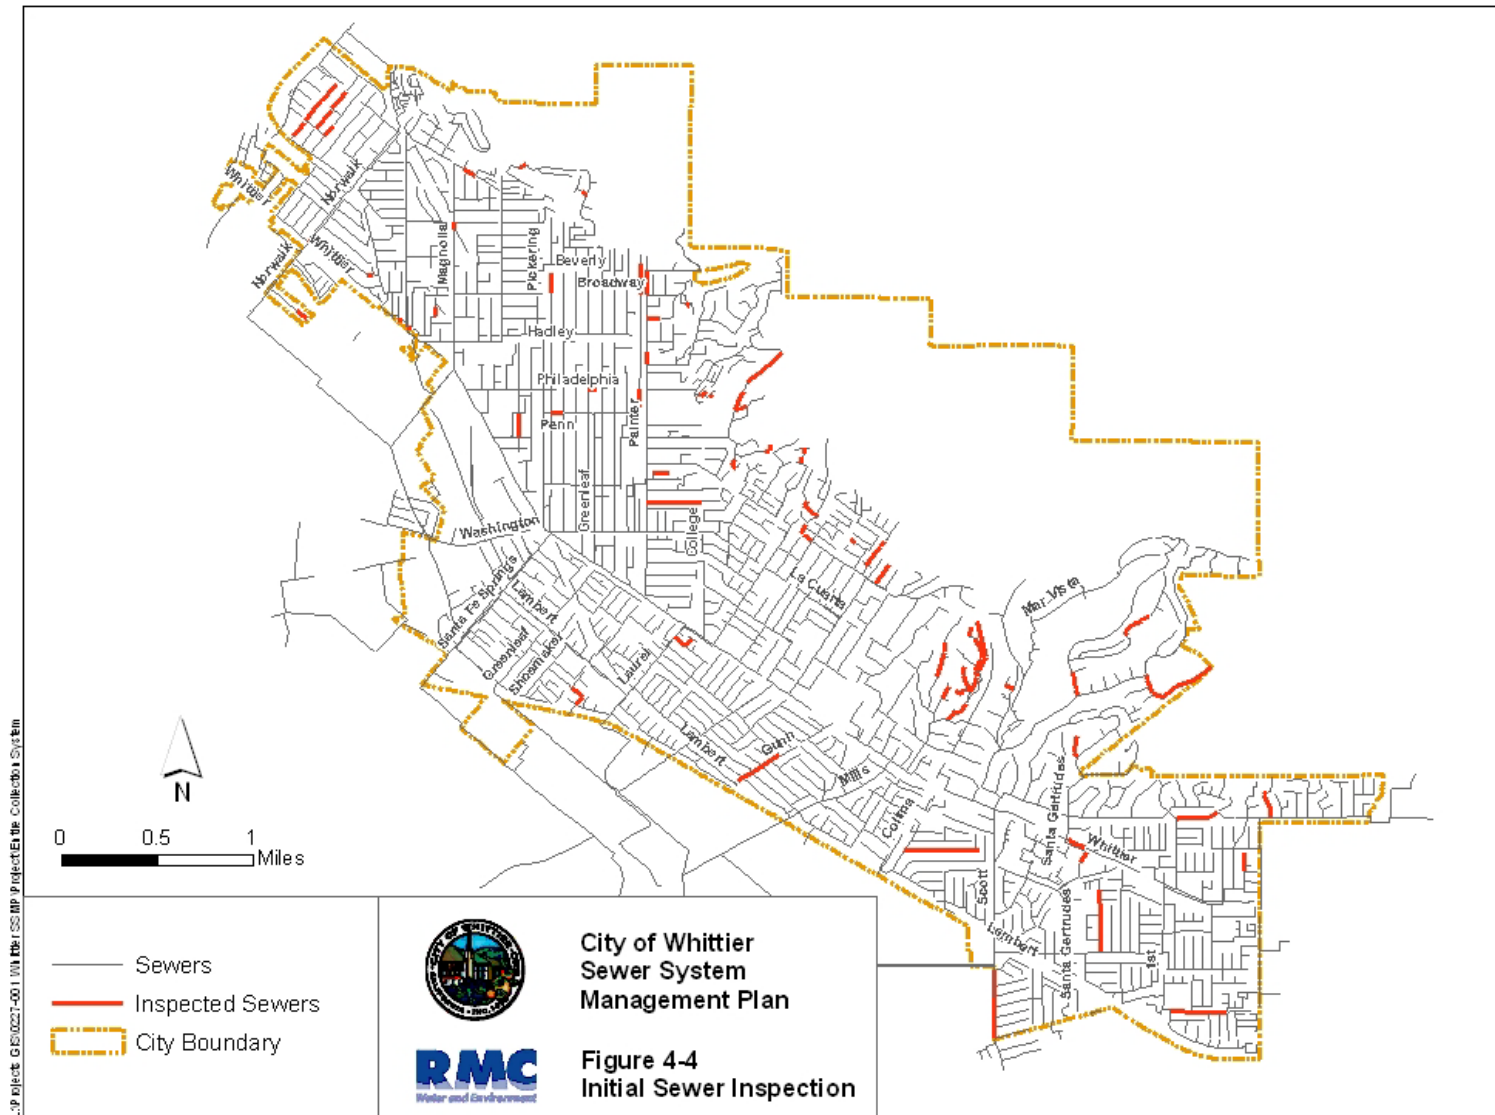 Whittier
Norwalk
Whittier
Norwalk
Magnolia
Pickering
Beverly
Broadway
Hadley
Philadelphia
Penn
Painter
Greenleaf
College
Washington
Santa Fe Springs
Lambert
Greenleaf
Shoemaker
Laurel
La Cuarta
Mar Vista
Lambert
Gunn
Mills
Colima
Scott
Santa Gertrudes
Whittier
Lambert
Santa Gertrudes
1st
N
0 0.5 1
Miles
Sewers
Inspected Sewers
City Boundary
City of Whittier
Sewer System
Management Plan
RMC
Water and Environment
Figure 4-4
Initial Sewer Inspection